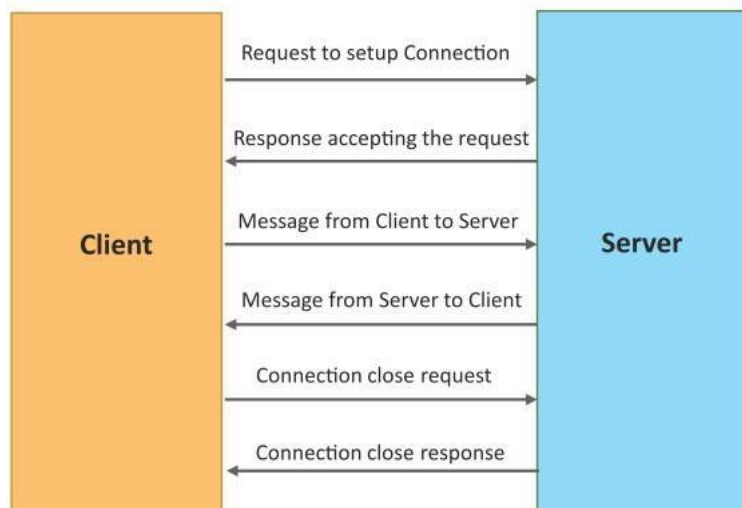 Request to setup Connection
Response accepting the request
Message from Client to Server
Client
Server
Message from Server to Client
Connection close request
Connection close response